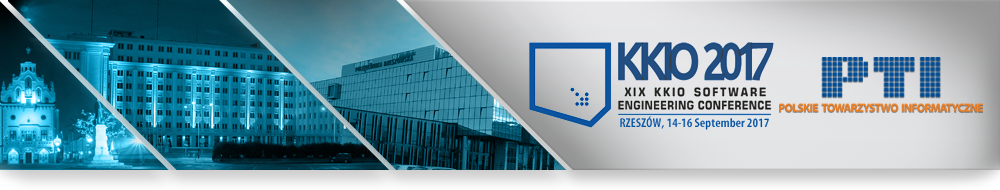 KKIO 2017
XIX KKIO SOFTWARE
ENGINEERING CONFERENCE
RZESZÓW, 14-16 September 2017
PTI
POLSKIE TOWARZYSTWO INFORMATYCZNE